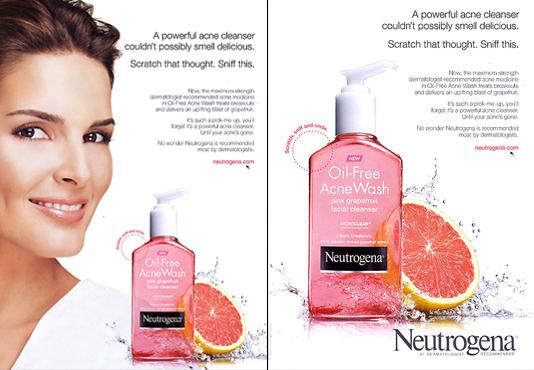 A powerful acne cleanser
couldn't possibly smell delicious.
Scratch that thought. Sniff this.
Now, the maximum strength
dermatologist-recommended acne medicine
in Oil-Free Acne Wash treats breakouts
and delivers an uplifting blast of grapefruit.
It's such a pick-me-up, you'll
forget it's a powerful acne cleanser.
Until your acne's gone.
No wonder Neutrogena is recommended
most by dermatologists.
neutrogena.com
NEW
Oil-Free
Acne Wash
pink grapefruit
facial cleanser
Neutrogena®
A powerful acne cleanser
couldn't possibly smell delicious.
Scratch that thought. Sniff this.
Now, the maximum strength
dermatologist-recommended acne medicine
in Oil-Free Acne Wash treats breakouts
and delivers an uplifting blast of grapefruit.
It's such a pick-me-up, you'll
forget it's a powerful acne cleanser.
Until your acne's gone.
No wonder Neutrogena is recommended
most by dermatologists.
neutrogena.com
Scratch, sniff and smile.
NEW
Oil-Free
Acne Wash
pink grapefruit
facial cleanser
MICROCLEAR
Neutrogena®
Neutrogena®
#1 DERMATOLOGIST RECOMMENDED